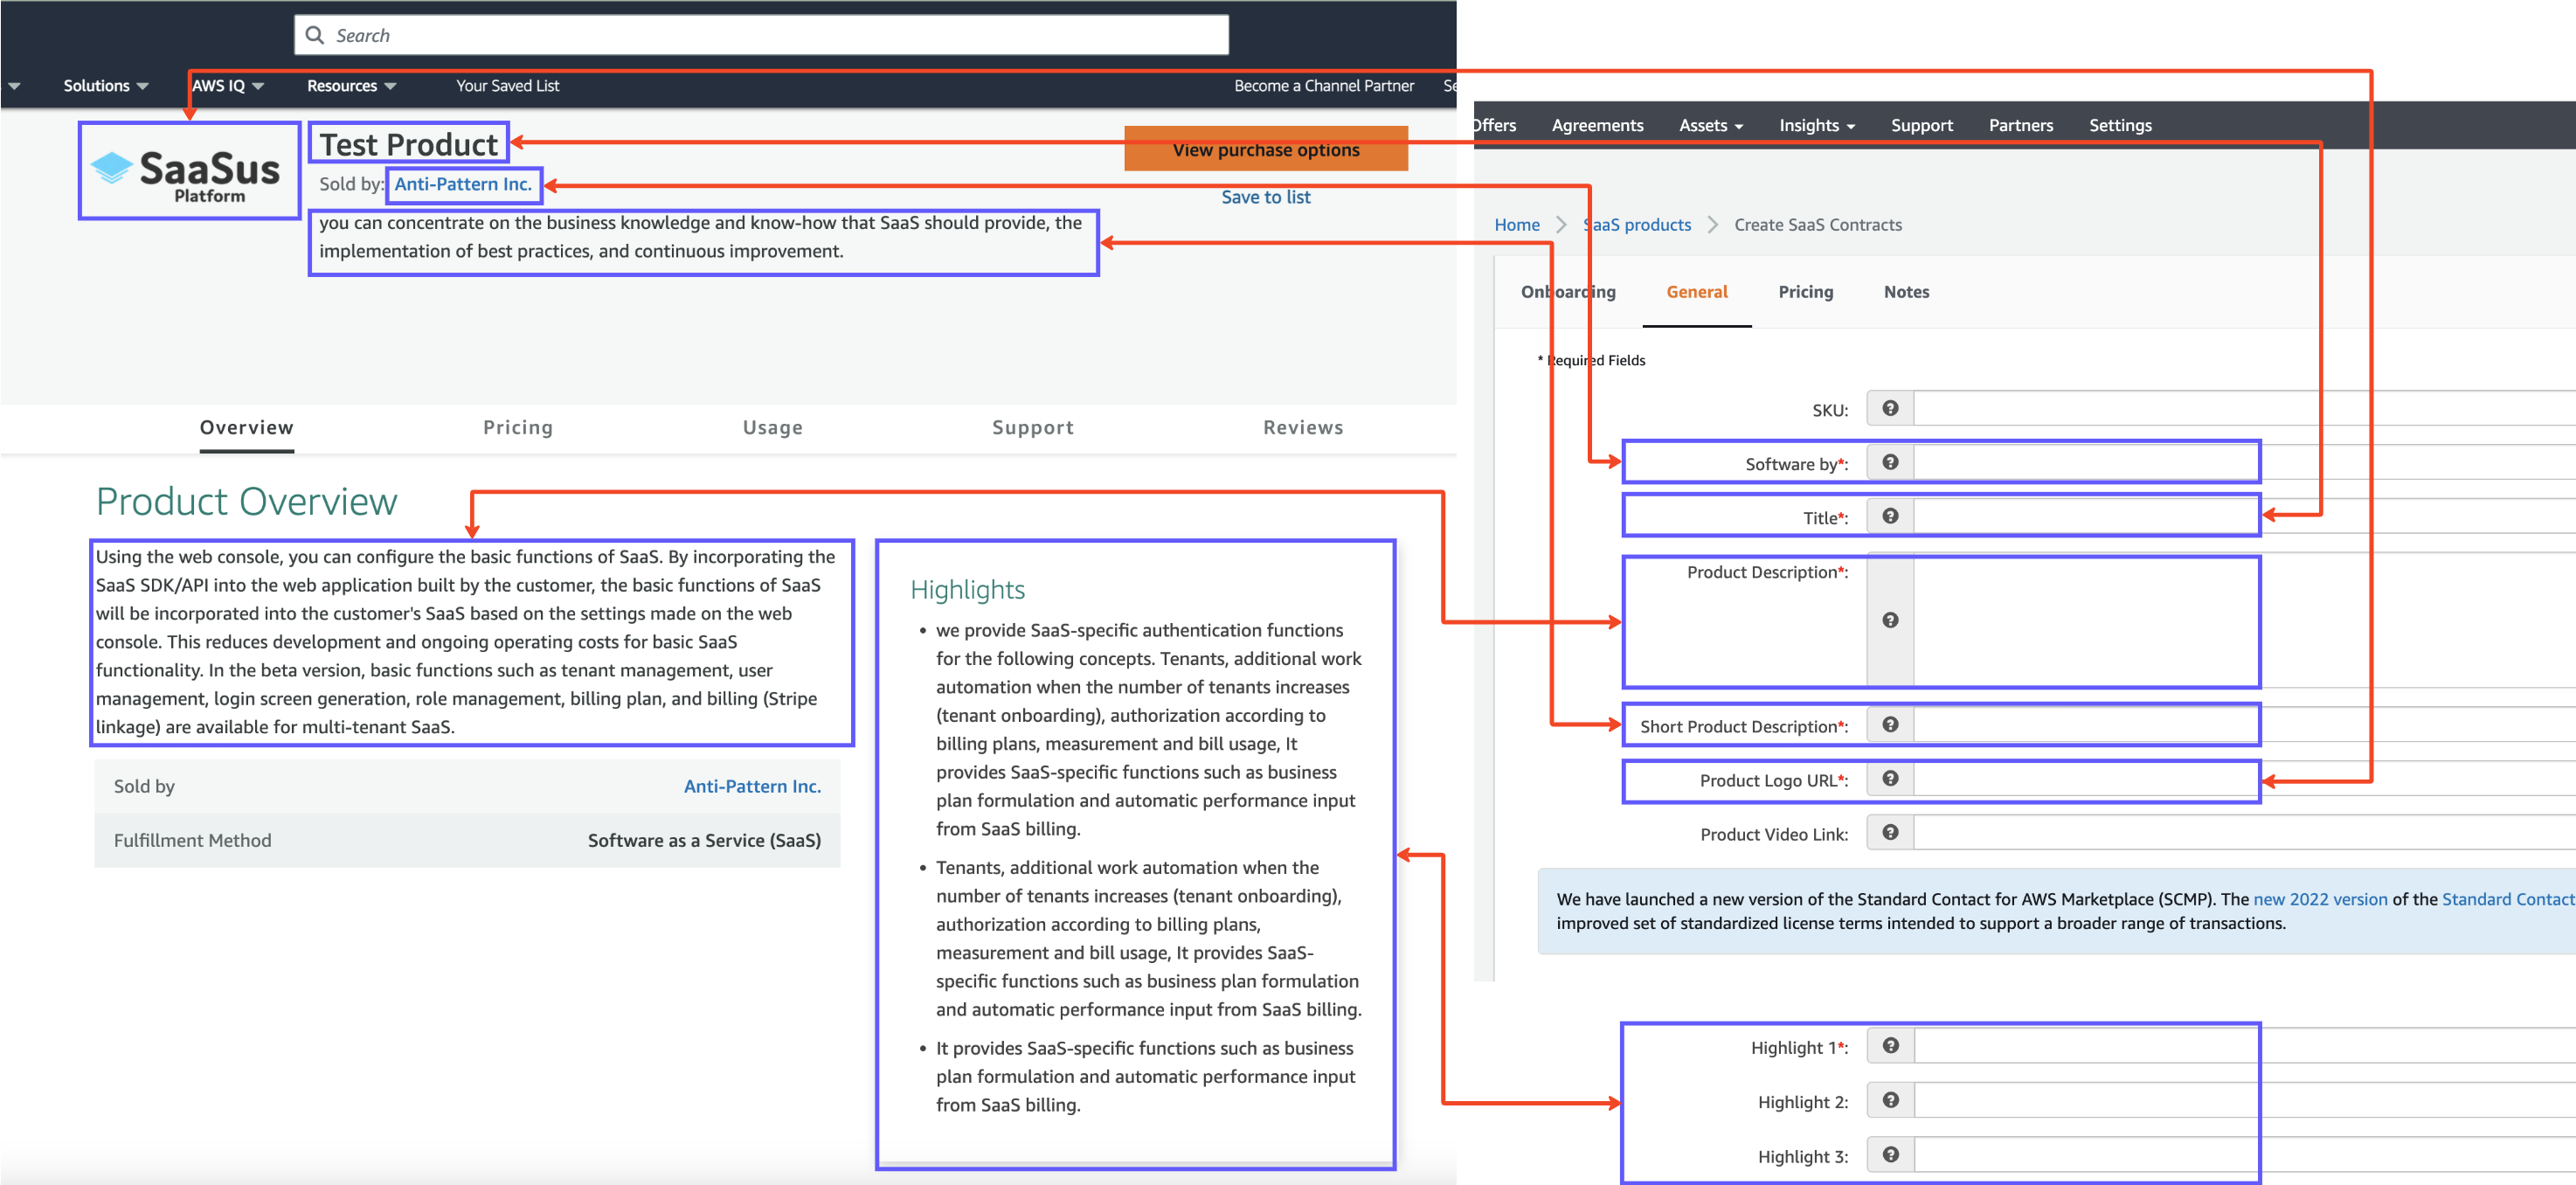 Search
Solutions
AWS IQ
Resources
Your Saved List
Become a Channel Partner
Se
SaaSus
Platform
Test Product
Sold by: Anti-Pattern Inc.
you can concentrate on the business knowledge and know-how that SaaS should provide, the
implementation of best practices, and continuous improvement.
View purchase options
Save to list
Overview
Pricing
Usage
Support
Reviews
Product Overview
Using the web console, you can configure the basic functions of SaaS. By incorporating the
SaaS SDK/API into the web application built by the customer, the basic functions of SaaS
will be incorporated into the customer's SaaS based on the settings made on the web
console. This reduces development and ongoing operating costs for basic SaaS
functionality. In the beta version, basic functions such as tenant management, user
management, login screen generation, role management, billing plan, and billing (Stripe
linkage) are available for multi-tenant SaaS.
Sold by
Anti-Pattern Inc.
Fulfillment Method
Software as a Service (SaaS)
Highlights
• we provide SaaS-specific authentication functions
for the following concepts. Tenants, additional work
automation when the number of tenants increases
(tenant onboarding), authorization according to
billing plans, measurement and bill usage, It
provides SaaS-specific functions such as business
plan formulation and automatic performance input
from SaaS billing.
• Tenants, additional work automation when the
number of tenants increases (tenant onboarding),
authorization according to billing plans,
measurement and bill usage, It provides SaaS-
specific functions such as business plan formulation
and automatic performance input from SaaS billing.
• It provides SaaS-specific functions such as business
plan formulation and automatic performance input
from SaaS billing.
Offers
Agreements
Assets
Insights
Support
Partners
Settings
Home
SaaS products
Create SaaS Contracts
Onboarding
General
Pricing
Notes
* Required Fields
SKU:
Software by*:
Title*:
Product Description*:
Short Product Description*:
Product Logo URL*:
Product Video Link:
We have launched a new version of the Standard Contact for AWS Marketplace (SCMP). The new 2022 version of the Standard Contact
improved set of standardized license terms intended to support a broader range of transactions.
Highlight 1*:
Highlight 2:
Highlight 3: